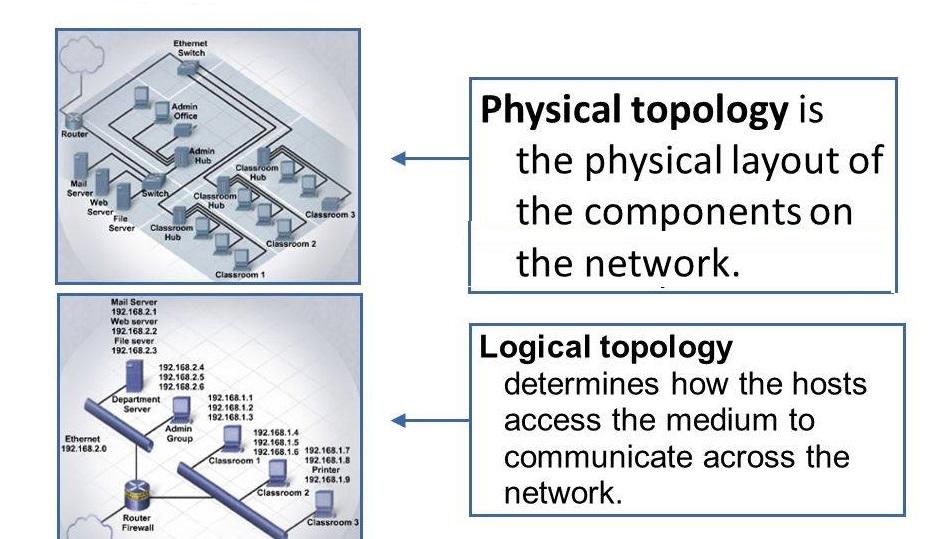 Ethernet
Switch
Admin
Office
Router
Admin
Hub
Classroom
Hub
Mail
Server
Web
Server
File
Server
Switch
Classroom
Hub
Classroom
Hub
Classroom 3
Classroom 2
Classroom 1
Physical topology is
the physical layout of
the components on
the network.
Mail Server
192.168.2.1
Web server
192.168.2.2
File sever
192.168.2.3
192.168.2.4
192.168.2.5
192.168.2.6
Department
Server
192.168.1.1
192.168.1.2
192.168.1.3
Admin
Group
Ethernet
192.168.2.0
192.168.1.4
192.168.1.5
192.168.1.6
Classroom 1
192.168.1.7
192.168.1.8
Printer
192.168.1.9
Classroom 2
Classroom 3
Router
Firewall
Logical topology
determines how the hosts
access the medium to
communicate across the
network.